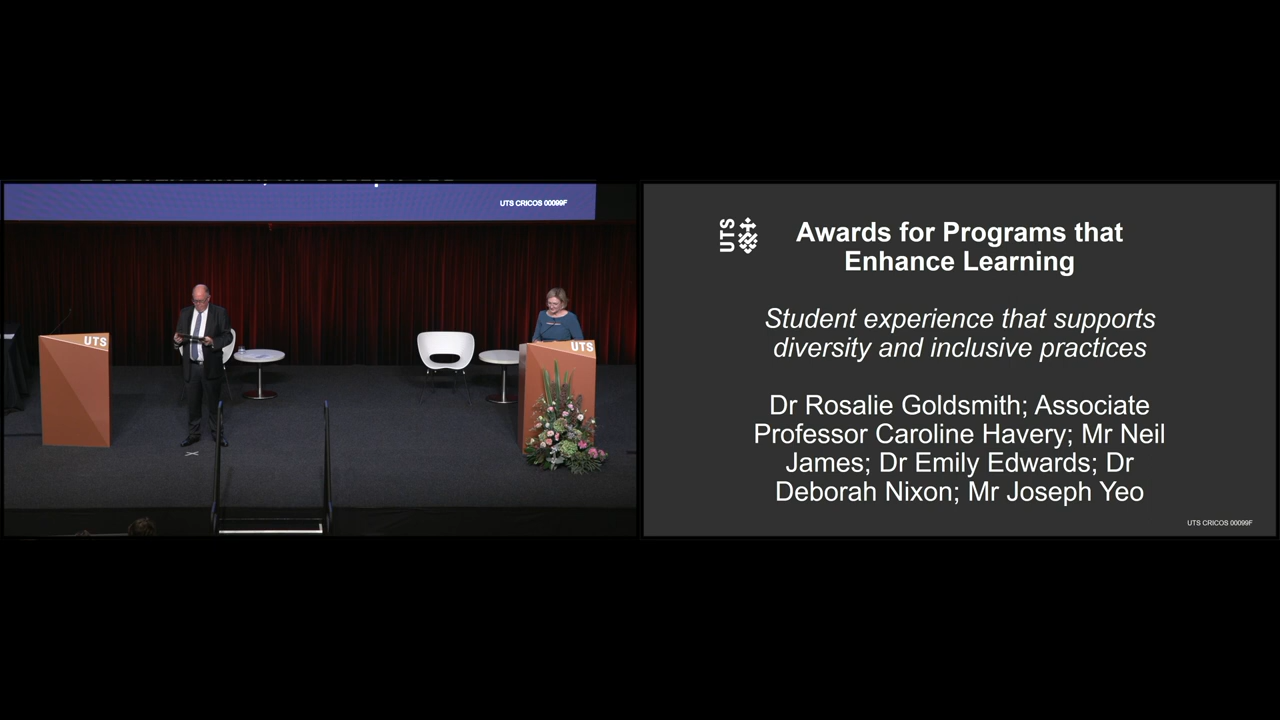 UTS CRICOS 00099F
UTS
UTS
UTS
Awards for Programs that
Enhance Learning
Student experience that supports
diversity and inclusive practices
Dr Rosalie Goldsmith; Associate
Professor Caroline Havery; Mr Neil
James; Dr Emily Edwards; Dr
Deborah Nixon; Mr Joseph Yeo
UTS CRICOS 00099F